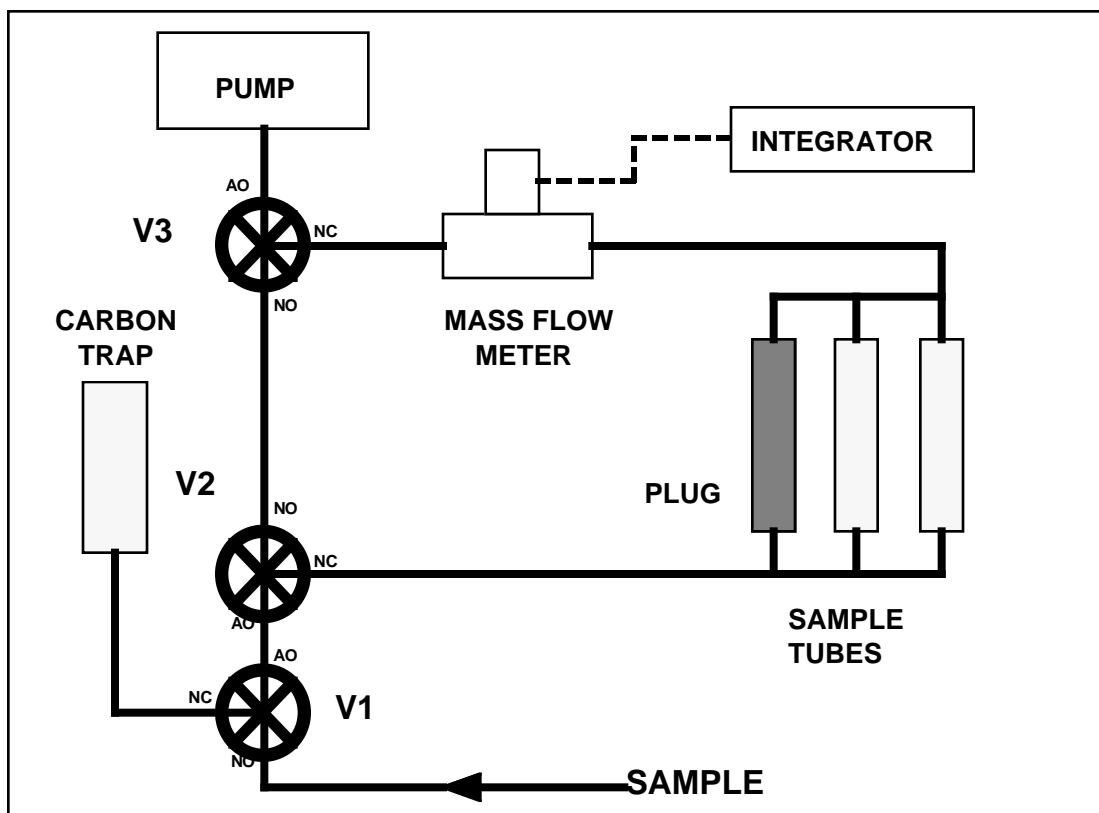 PUMP
INTEGRATOR
AO
V3
NC
NO
CARBON
TRAP
MASS FLOW
METER
V2
NO
PLUG
NC
AO
SAMPLE
TUBES
AO
NC
V1
NO
SAMPLE